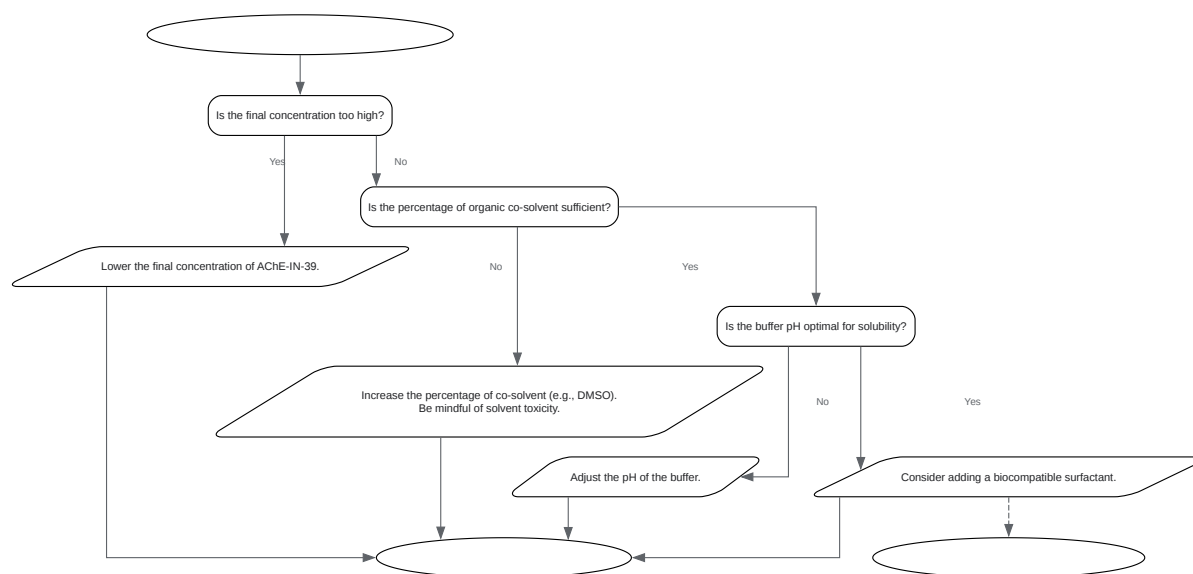 Is the final concentration too high?
Yes
No
Is the percentage of organic co-solvent sufficient?
Lower the final concentration of AChE-IN-39.
No
Yes
Is the buffer pH optimal for solubility?
Increase the percentage of co-solvent (e.g., DMSO).
Be mindful of solvent toxicity.
No
Yes
Adjust the pH of the buffer.
Consider adding a biocompatible surfactant.